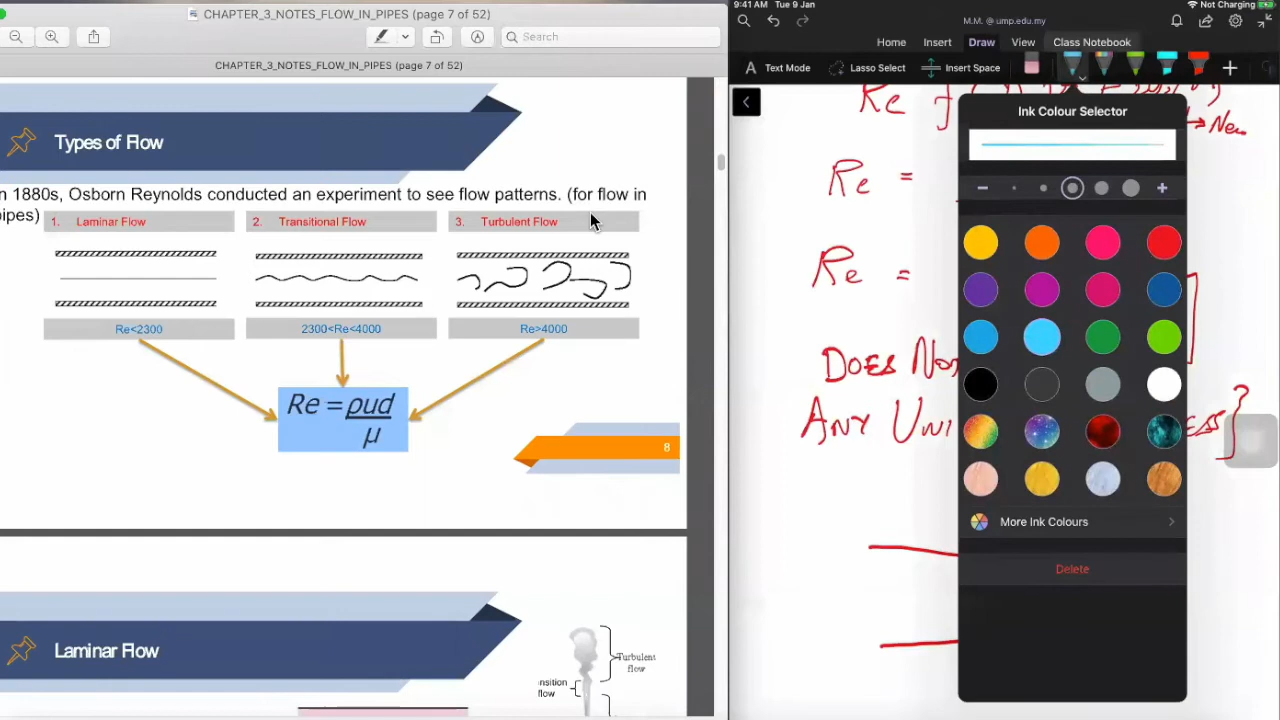 CHAPTER_3_NOTES_FLOW_IN_PIPES (page 7 of 52)
Search
CHAPTER_3_NOTES_FLOW_IN_PIPES (page 7 of 52)
Types of Flow
n 1880s, Osborn Reynolds conducted an experiment to see flow patterns. (for flow in
pipes)
1. Laminar Flow
2. Transitional Flow
3. Turbulent Flow
Re<2300
2300<Re<4000
Re>4000
Re = ρud
μ
8
Laminar Flow
Turbulent
flow
nsition
flow
9:41 AM Tue 9 Jan
Not Charging
M.M. @ ump.edu.my
Home Insert Draw View Class Notebook
Text Mode Lasso Select Insert Space
Re
Re =
Re =
DOES
ANY
Ink Colour Selector
More Ink Colours
Delete